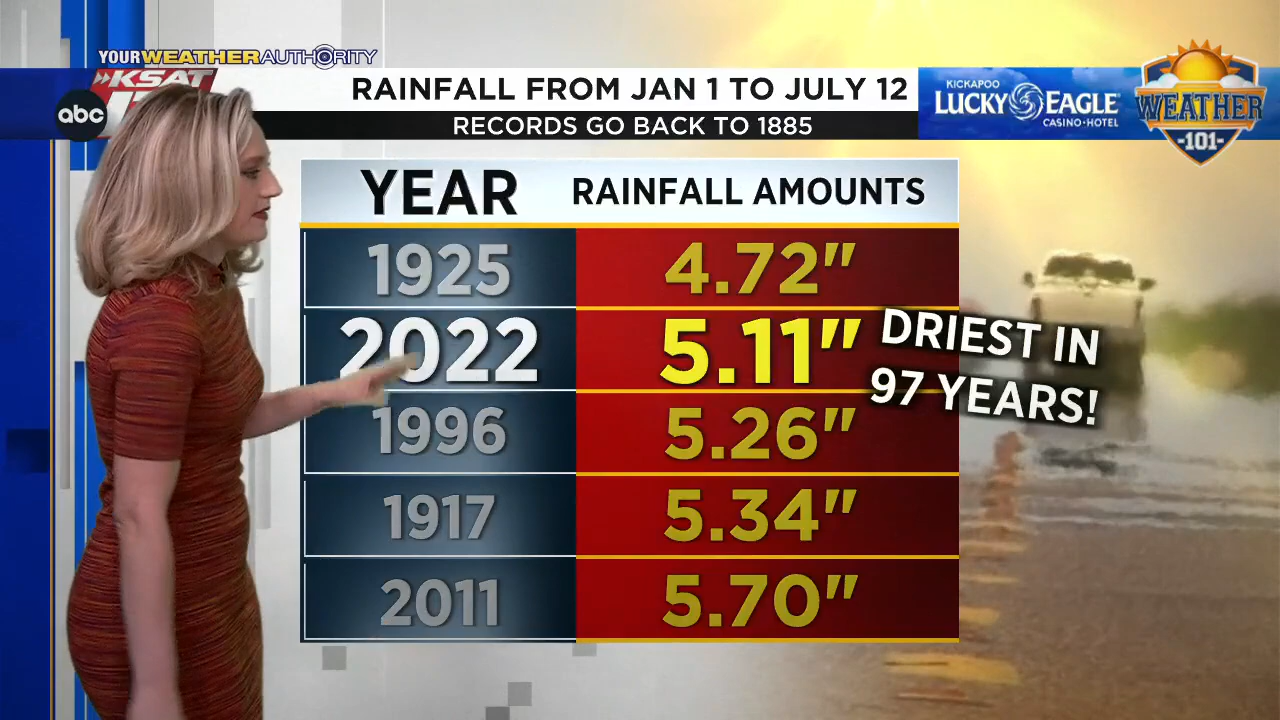 YOUR WEATHER AUTHORITY
KSAT
abc
RAINFALL FROM JAN 1 TO JULY 12
RECORDS GO BACK TO 1885
KICKAPOO
LUCKY EAGLE
CASINO•HOTEL
WEATHER
-101-
YEAR RAINFALL AMOUNTS
1925 4.72"
2022 5.11"
DRIEST IN
97 YEARS!
1996 5.26"
1917 5.34"
2011 5.70"